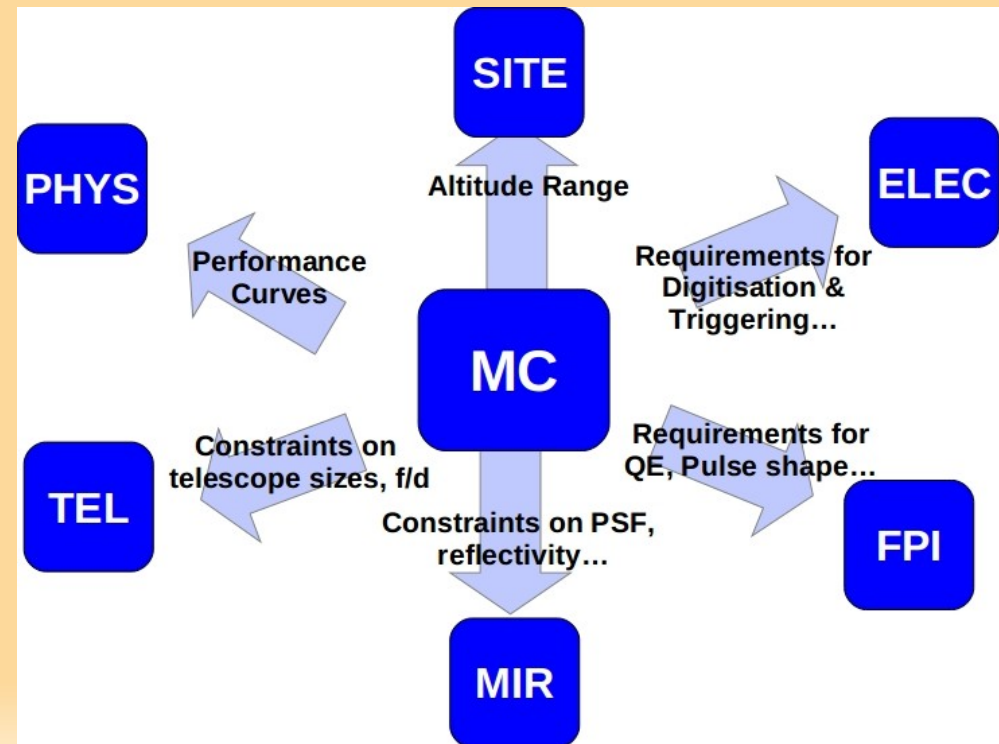 SITE
PHYS
ELEC
Altitude Range
Performance
Curves
Requirements for
Digitisation &
Triggering…
MC
Constraints on
telescope sizes, f/d
Requirements for
QE, Pulse shape…
TEL
Constraints on PSF,
reflectivity…
FPI
MIR